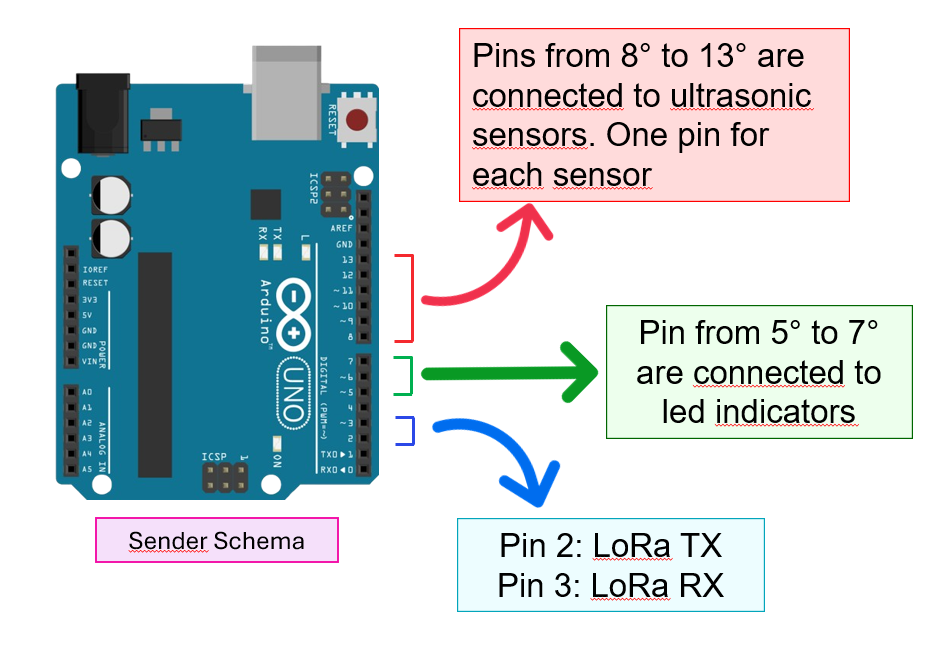 Pins from 8° to 13° are
connected to ultrasonic
sensors. One pin for
each sensor
Pin from 5° to 7°
are connected to
led indicators
Pin 2: LoRa TX
Pin 3: LoRa RX
Sender Schema
RESET
ICSP2
AREF
GND
13
12
~11
~10
~9
8
7
~6
~5
4
~3
2
TXD▶1
RXD◀0
DIGITAL (PWM=~)
RX
TX
L
Arduino™
UNO
ON
ICSP
1
IOREF
RESET
3V3
5V
GND
GND
VIN
POWER
A0
A1
A2
A3
A4
A5
ANALOG IN